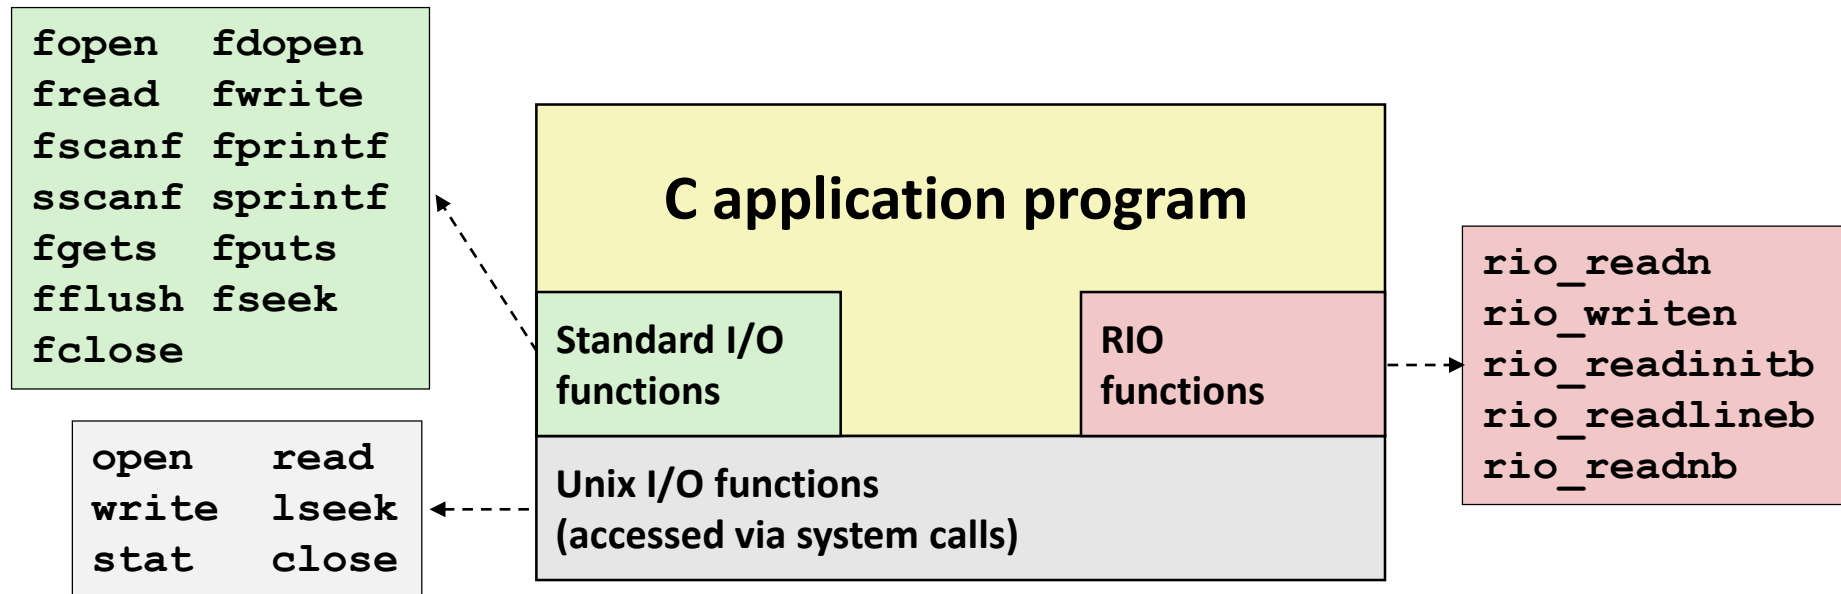 fopen fdopen
fread fwrite
fscanf fprintf
sscanf sprintf
fgets fputs
fflush fseek
fclose
C application program
Standard I/O
functions
RIO
functions
rio_readn
rio_writen
rio_readinitb
rio_readlineb
rio_readnb
open read
write lseek
stat close
Unix I/O functions
(accessed via system calls)